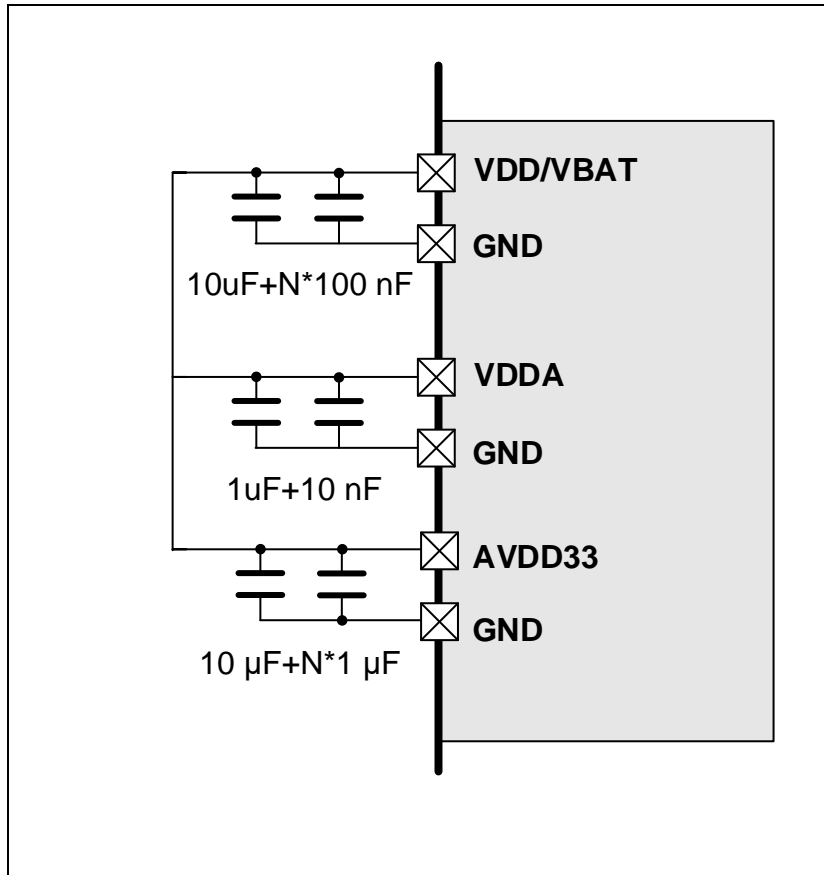 VDD/VBAT
GND
10uF+N*100 nF
VDDA
GND
1uF+10 nF
AVDD33
GND
10 µF+N*1 µF